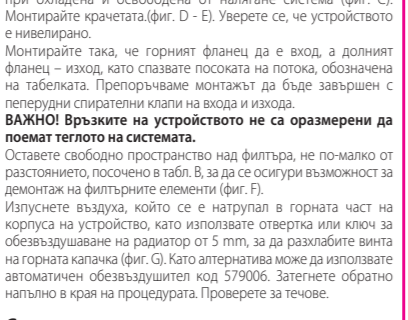 при охладена и освободена от налягане система (фиг. C).
Монтирайте крачетата.(фиг. D - E). Уверете се, че устройството
е нивелирано.
Монтирайте така, че горният фланец да е вход, а долният
фланец – изход, като спазвате посоката на потока, обозначена
на табелката. Препоръчваме монтажът да бъде завършен с
пеперудни спирателни клапи на входа и изхода.
ВАЖНО! Връзките на устройството не са оразмерени да
поемат теглото на системата.
Оставете свободно пространство над филтъра, не по-малко от
разстоянието, посочено в табл. B, за да се осигури възможност за
демонтаж на филтърните елементи (фиг. F).
Изпуснете въздуха, който се е натрупал в горната част на
корпуса на устройство, като използвате отвертка или ключ за
обезвъздушаване на радиатор от 5 mm, за да разхлабите винта
на горната капачка (фиг. G). Като алтернатива може да използвате
автоматичен обезвъздушител код 579006. Затегнете обратно
напълно в края на процедурата. Проверете за течове.